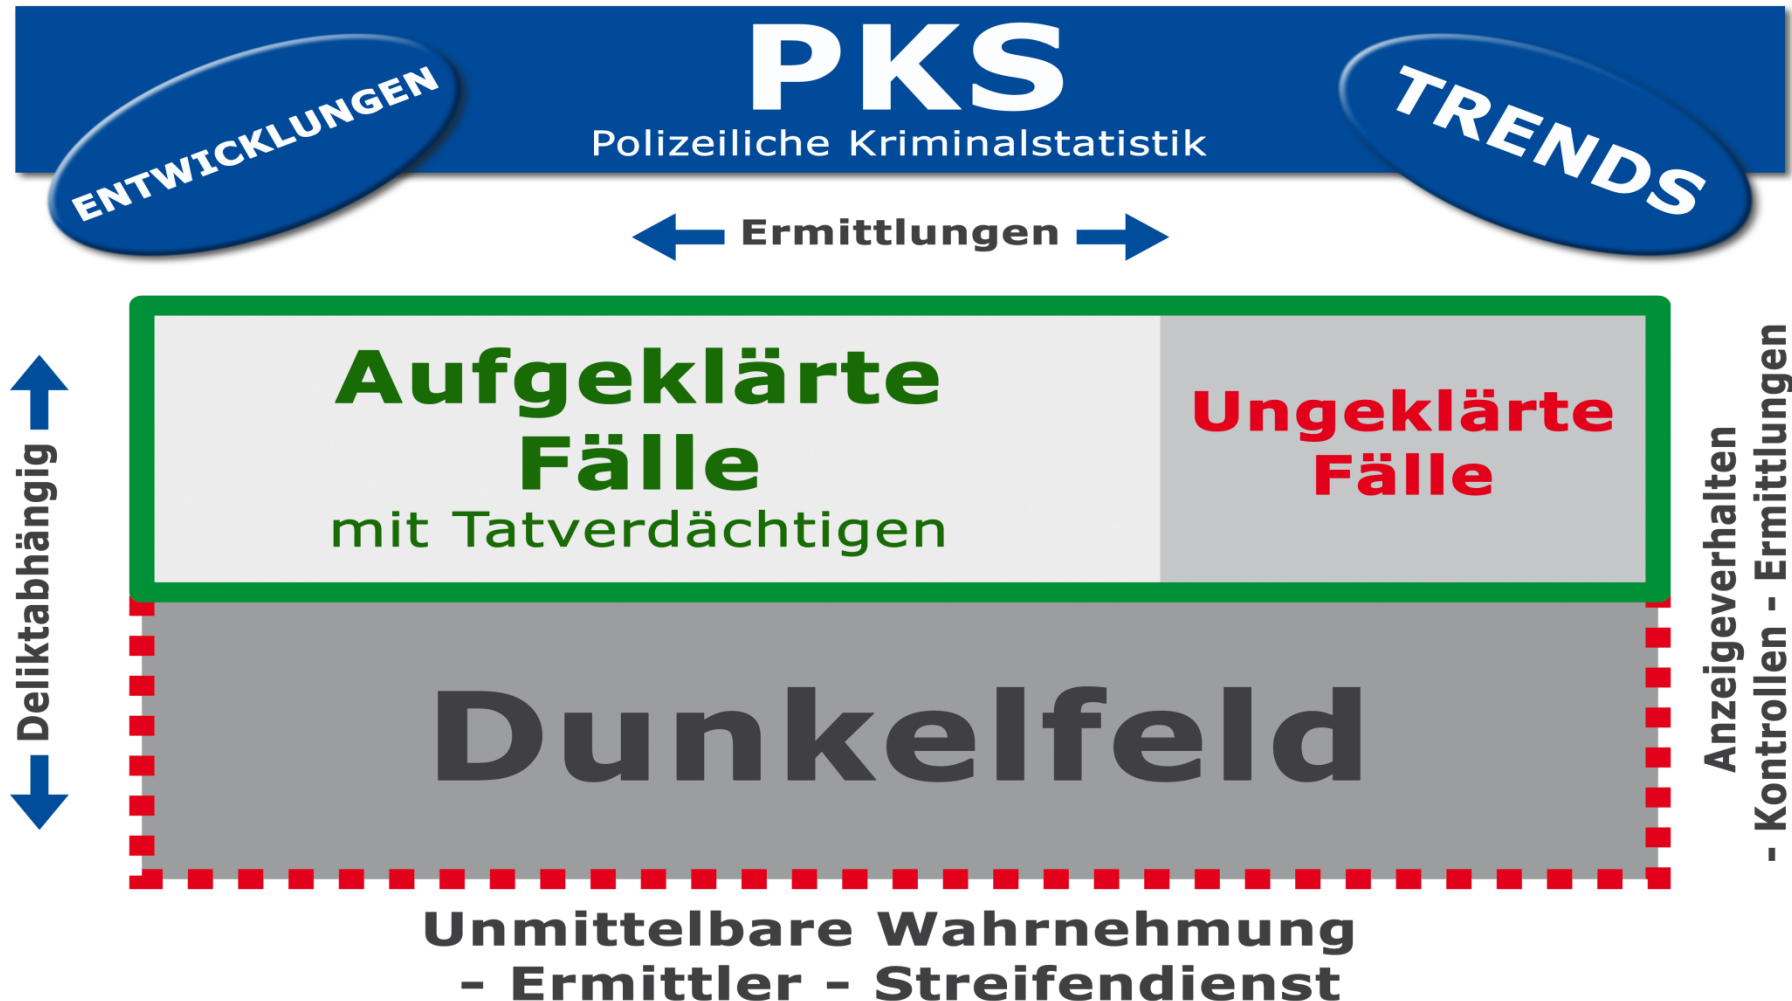 PKS
Polizeiliche Kriminalstatistik
ENTWICKLUNGEN
TRENDS
Ermittlungen
Aufgeklärte
Fälle
mit Tatverdächtigen
Ungeklärte
Fälle
Deliktabhängig
Anzeigeverhalten
- Kontrollen - Ermittlungen
Dunkelfeld
Unmittelbare Wahrnehmung
- Ermittler - Streifendienst